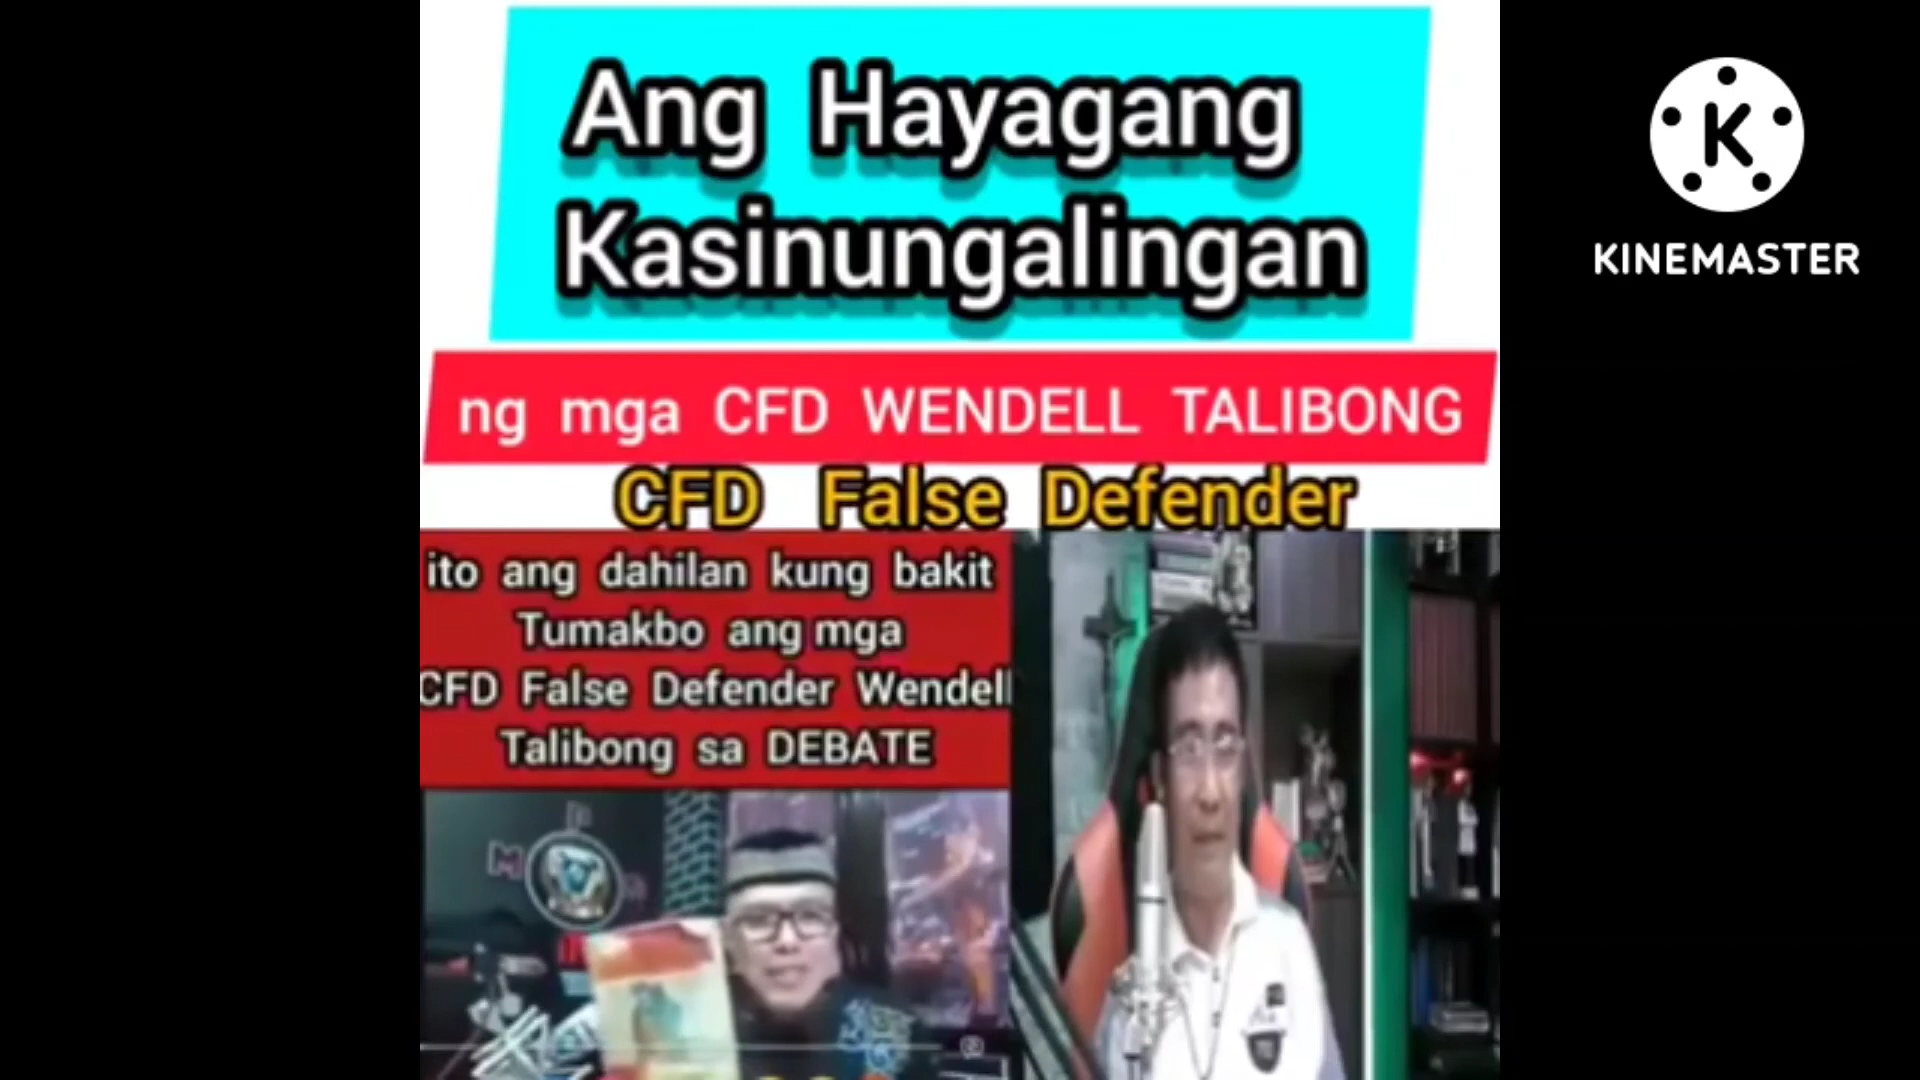 Ang Hayagang
Kasinungalingan
ng mga CFD WENDELL TALIBONG
CFD False Defender
ito ang dahilan kung bakit
Tumakbo ang mga
CFD False Defender Wendell
Talibong sa DEBATE
KINEMASTER